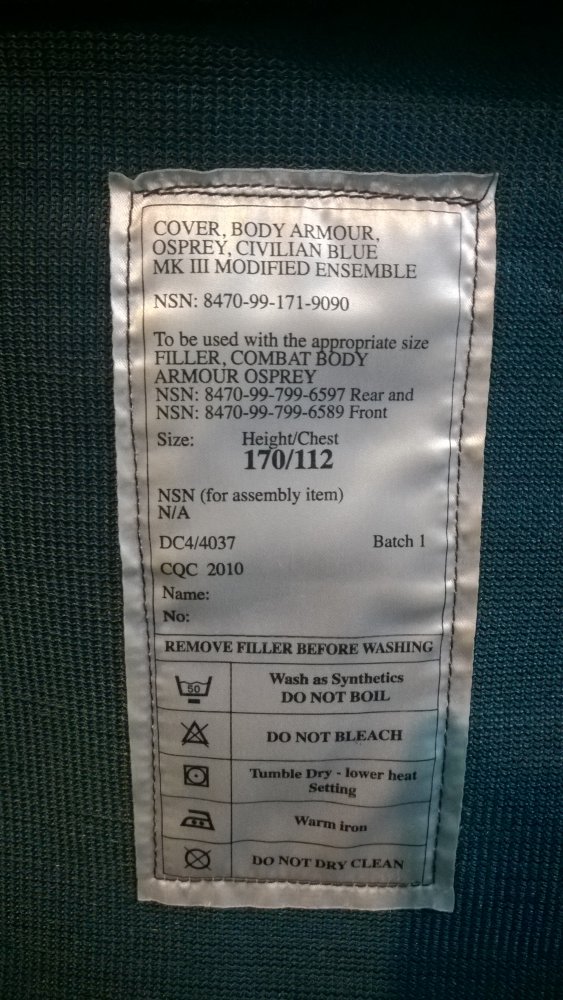 COVER, BODY ARMOUR,
OSPREY, CIVILIAN BLUE
MK III MODIFIED ENSEMBLE
NSN: 8470-99-171-9090
To be used with the appropriate size
FILLER, COMBAT BODY
ARMOUR OSPREY
NSN: 8470-99-799-6597 Rear and
NSN: 8470-99-799-6589 Front
Size: Height/Chest
170/112
NSN (for assembly item)
N/A
DC4/4037 Batch 1
CQC 2010
Name:
No:
REMOVE FILLER BEFORE WASHING
50 Wash as Synthetics
DO NOT BOIL
DO NOT BLEACH
Tumble Dry - lower heat
Setting
Warm iron
DO NOT DRY CLEAN